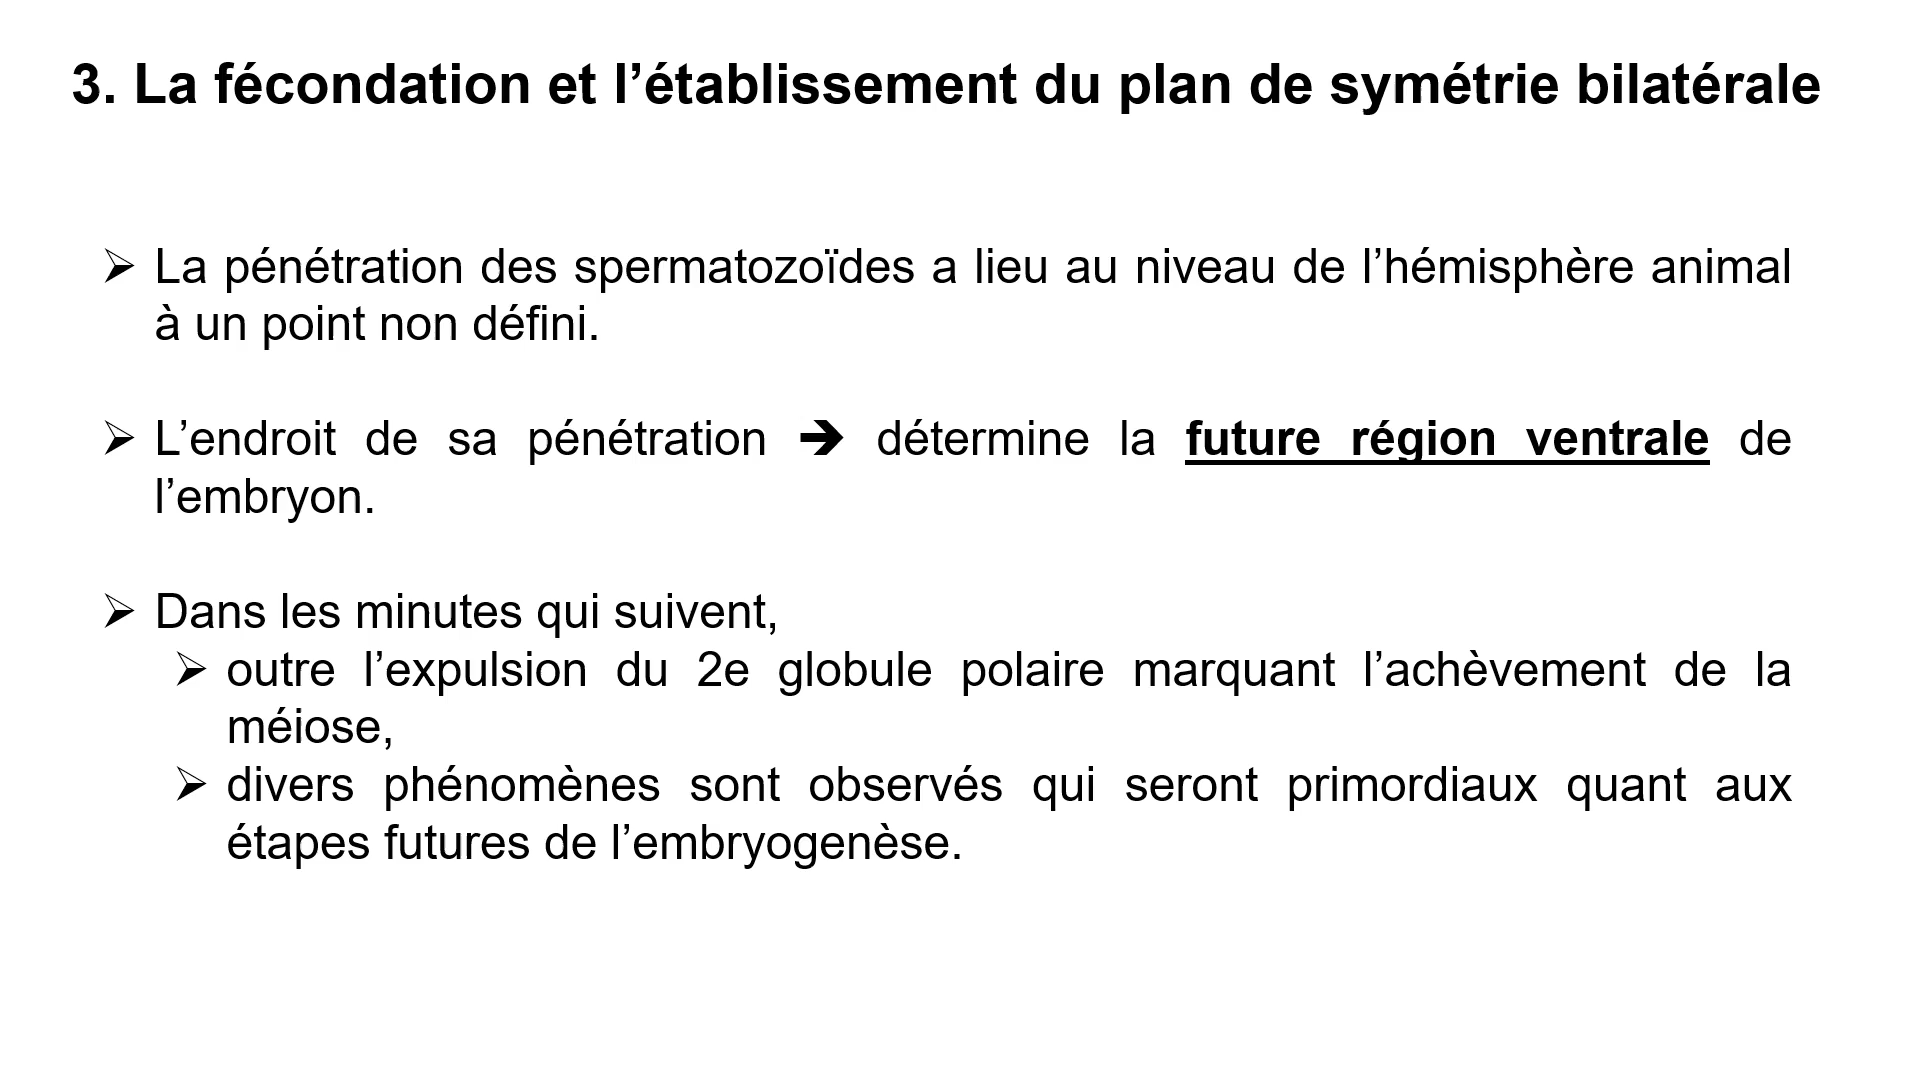 3. La fécondation et l’établissement du plan de symétrie bilatérale
➢ La pénétration des spermatozoïdes a lieu au niveau de l’hémisphère animal
à un point non défini.
➢ L’endroit de sa pénétration ➔ détermine la future région ventrale de
l’embryon.
➢ Dans les minutes qui suivent,
➢ outre l’expulsion du 2e globule polaire marquant l’achèvement de la
méiose,
➢ divers phénomènes sont observés qui seront primordiaux quant aux
étapes futures de l’embryogenèse.